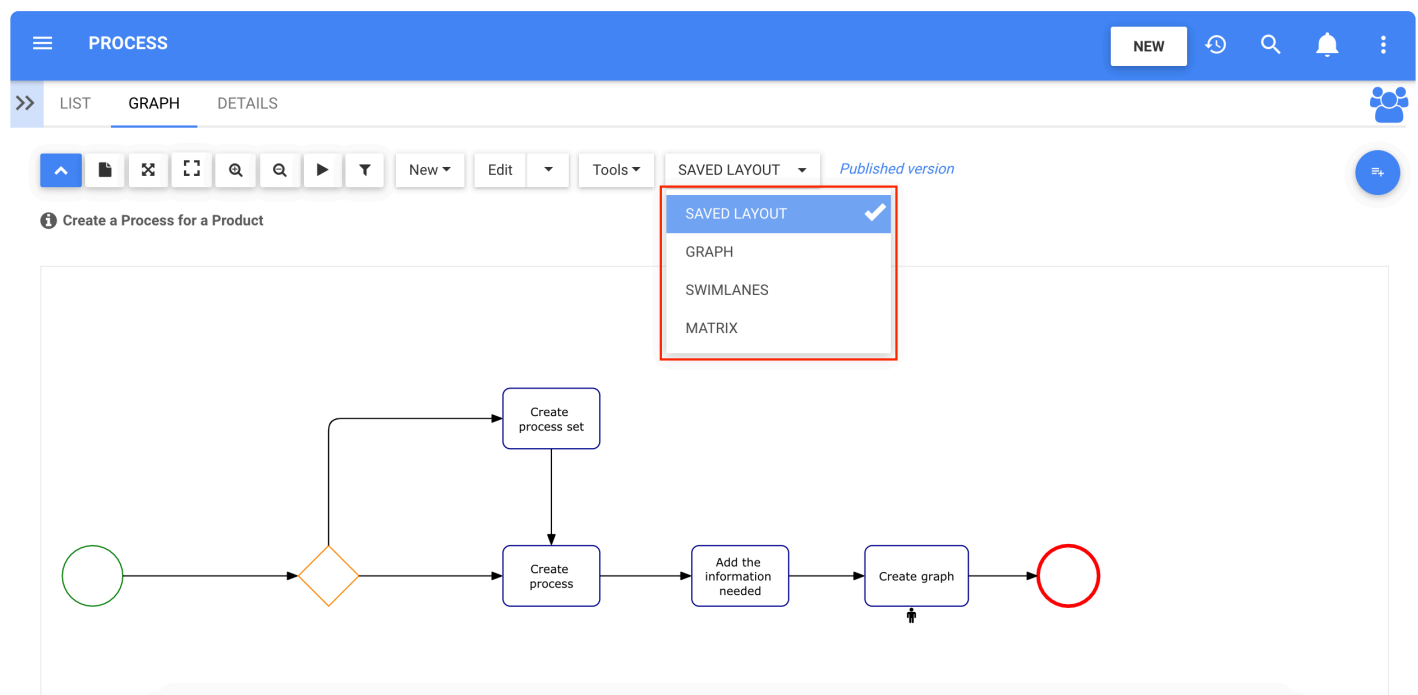 PROCESS
NEW
LIST
GRAPH
DETAILS
New
Edit
Tools
SAVED LAYOUT
Published version
Create a Process for a Product
SAVED LAYOUT
GRAPH
SWIMLANES
MATRIX
Create
process set
Create
process
Add the
information
needed
Create graph